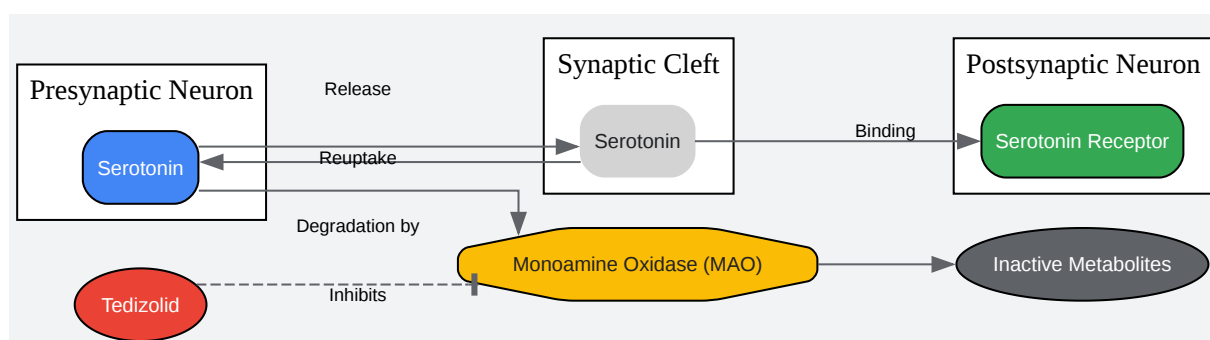 Synaptic Cleft
Postsynaptic Neuron
Presynaptic Neuron
Release
Serotonin
Binding
Serotonin Receptor
Serotonin
Reuptake
Degradation by
Monoamine Oxidase (MAO)
Inactive Metabolites
Tedizolid
Inhibits